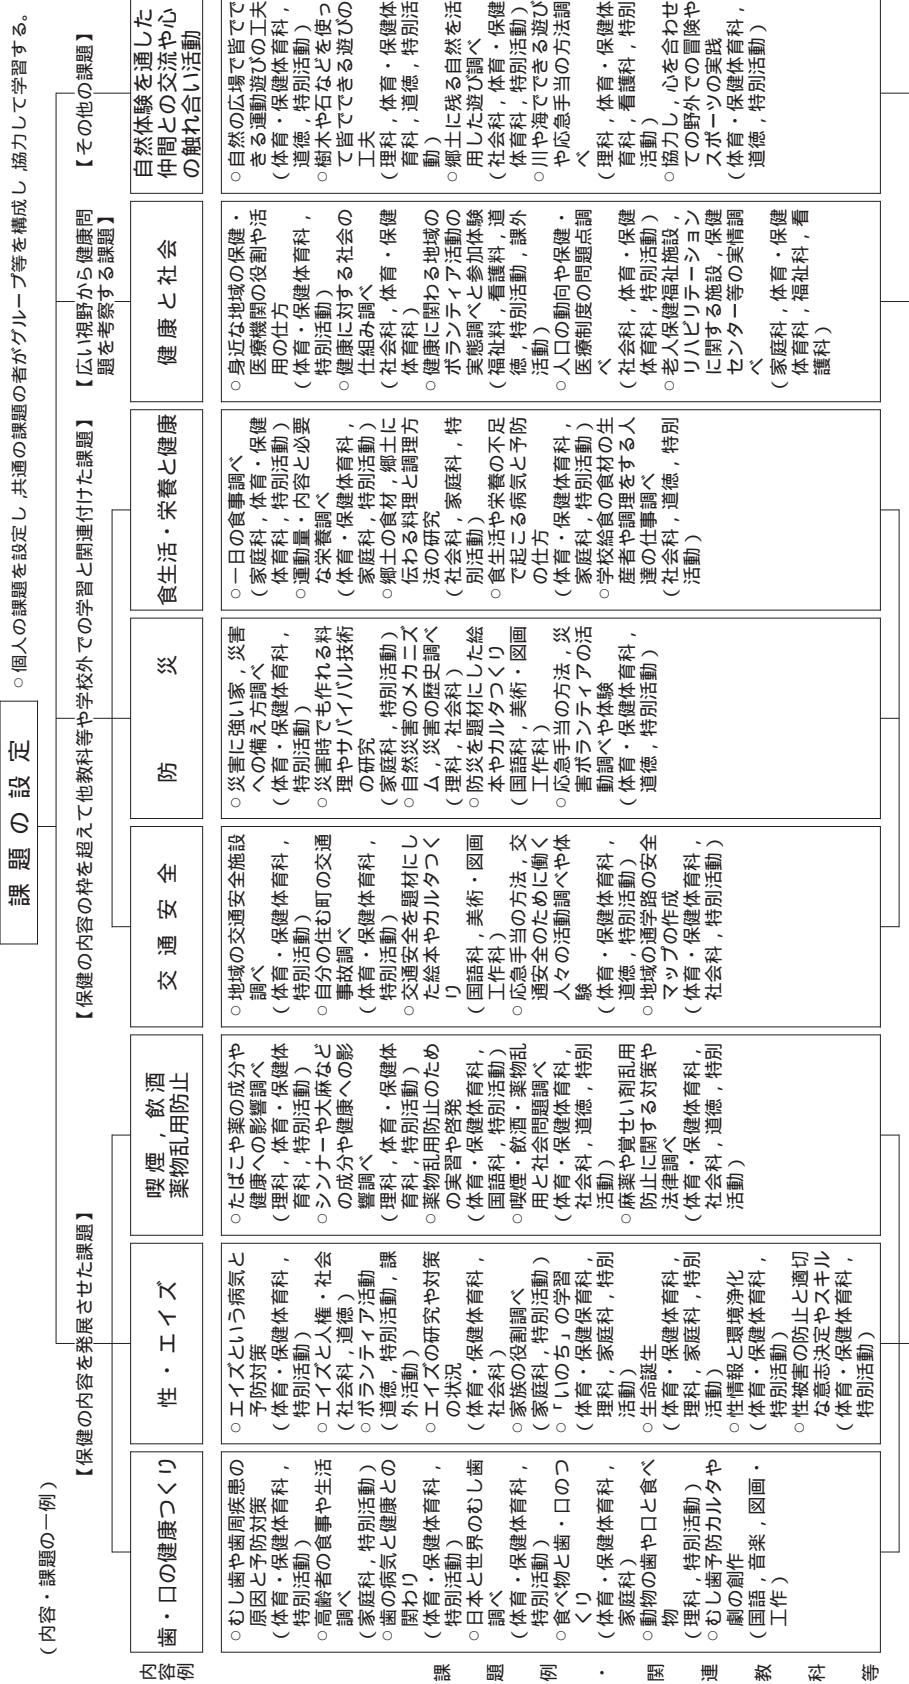 課題の設定
○個人の課題を設定し,共通の課題の者がグループ等を構成し,協力して学習する。
(内容・課題の一例)
【保健の内容を発展させた課題】
【保健の内容の枠を超えて他教科等や学校外での学習と関連付けた課題】
【広い視野から健康問
題を考察する課題】
【その他の課題】
内容例
歯・口の健康つくり
性・エイズ
喫煙,飲酒
薬物乱用防止
交通安全
防災
食生活・栄養と健康
健康と社会
自然体験を通した
仲間との交流や心
の触れ合い活動
課題例・関連教科等
○むし歯や歯周疾患の
原因と予防対策
(体育・保健体育科,
特別活動)
○高齢者の食事や生活
調べ
(家庭科,特別活動)
○歯の病気と健康との
関わり
(体育・保健体育科,
特別活動)
○日本と世界のむし歯
調べ
(体育・保健体育科,
特別活動)
○食べ物と歯・口のつ
くり
(体育・保健体育科,
家庭科)
○動物の歯や口と食べ
物
(理科,特別活動)
○むし歯予防カルタや
劇の創作
(国語,音楽,図画・
工作)
○エイズという病気と
予防対策
(体育・保健体育科,
特別活動)
○エイズと人権・社会
(社会科,道徳)
○ボランティア活動
(道徳,特別活動,課
外活動)
○エイズの研究や対策
の状況
(体育・保健体育科,
社会科)
○家族の役割調べ
(家庭科,特別活動)
○「いのち」の学習
(体育・保健保育科,
理科,家庭科,特別
活動)
○生命誕生
(体育・保健体育科,
理科,家庭科,特別
活動)
○性情報と環境浄化
(体育・保健体育科,
特別活動)
○性被害の防止と適切
な意志決定やスキル
(体育・保健体育科,
特別活動)
○たばこや薬の成分や
健康への影響調べ
(理科,体育・保健体
育科,特別活動)
○シンナーや大麻など
の成分や健康への影
響調べ
(理科,体育・保健体
育科,特別活動)
○薬物乱用防止のため
の実習や啓発
(体育・保健体育科,
国語科,特別活動)
○喫煙・飲酒・薬物乱
用と社会問題調べ
(体育・保健体育科,
社会科,道徳,特別
活動)
○麻薬や覚せい剤乱用
防止に関する対策や
法律調べ
(体育・保健体育科,
社会科,道徳,特別
活動)
○地域の交通安全施設
調べ
(体育・保健体育科,
特別活動)
○自分の住む町の交通
事故調べ
(体育・保健体育科,
特別活動)
○交通安全を題材にし
た絵本やカルタつく
り
(国語科,美術・図画
工作科)
○応急手当の方法,交
通安全のために働く
人々の活動調べや体
験
(体育・保健体育科,
道徳,特別活動)
○地域の通学路の安全
マップの作成
(体育・保健体育科,
社会科,特別活動)
○災害に強い家,災害
への備え方調べ
(体育・保健体育科,
特別活動)
○災害時でも作れる料
理やサバイバル技術
の研究
(家庭科,特別活動)
○自然災害のメカニズ
ム,災害の歴史調べ
(理科,社会科)
○防災を題材にした絵
本やカルタつくり
(国語科,美術・図画
工作科)
○応急手当の方法,災
害ボランティアの活
動調べや体験
(体育・保健体育科,
道徳,特別活動)
○一日の食事調べ
(家庭科,体育・保健
体育科,特別活動)
○運動量・内容と必要
な栄養調べ
(体育・保健体育科,
家庭科,特別活動)
○郷土の食材,郷土に
伝わる料理と調理方
法の研究
(社会科,家庭科,特
別活動)
○食生活や栄養の不足
で起こる病気と予防
の仕方
(体育・保健体育科,
家庭科,特別活動)
○学校給食の食材の生
産者や調理をする人
達の仕事調べ
(社会科,道徳,特別
活動)
○身近な地域の保健・
医療機関の役割や活
用の仕方
(体育・保健体育科,
特別活動)
○健康に対する社会の
仕組み調べ
(社会科,体育・保健
体育科)
○健康に関わる地域の
ボランティア活動の
実態調べと参加体験
(福祉科,看護科,道
徳,特別活動,課外
活動)
○人口の動向や保健・
医療制度の問題点調
べ
(社会科,体育・保健
体育科,特別活動)
○老人保健福祉施設,
リハビリテーション
に関する施設,保健
センター等の実情調
べ
(家庭科,体育・保健
体育科,福祉科,看
護科)
○自然の広場で皆でで
きる運動遊びの工夫
(体育・保健体育科,
道徳,特別活動)
○樹木や石などを使っ
て皆でできる遊びの
工夫
(理科,体育・保健体
育科,道徳,特別活
動)
○郷土に残る自然を活
用した遊び調べ
(社会科,体育・保健
体育科,特別活動)
○川や海でできる遊び
や応急手当の方法調
べ
(理科,体育・保健体
育科,看護科,特別
活動)
○協力し,心を合わせ
ての野外での冒険や
スポーツの実践
(体育・保健体育科,
道徳,特別活動)